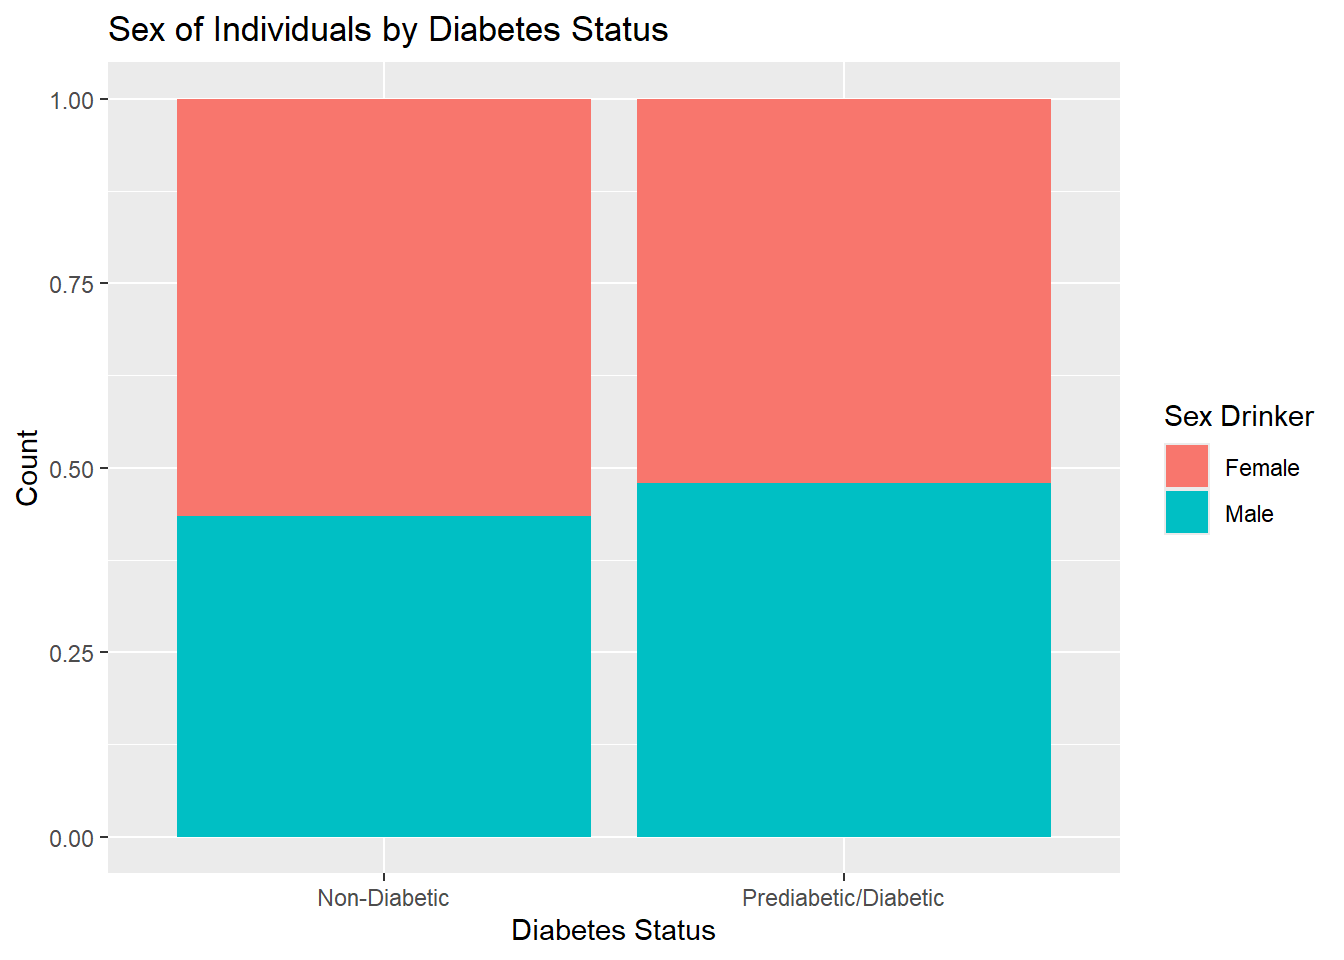 Sex of Individuals by Diabetes Status
1.00
0.75
0.50
0.25
0.00
Count
Non-Diabetic
Prediabetic/Diabetic
Diabetes Status
Sex Drinker
Female
Male